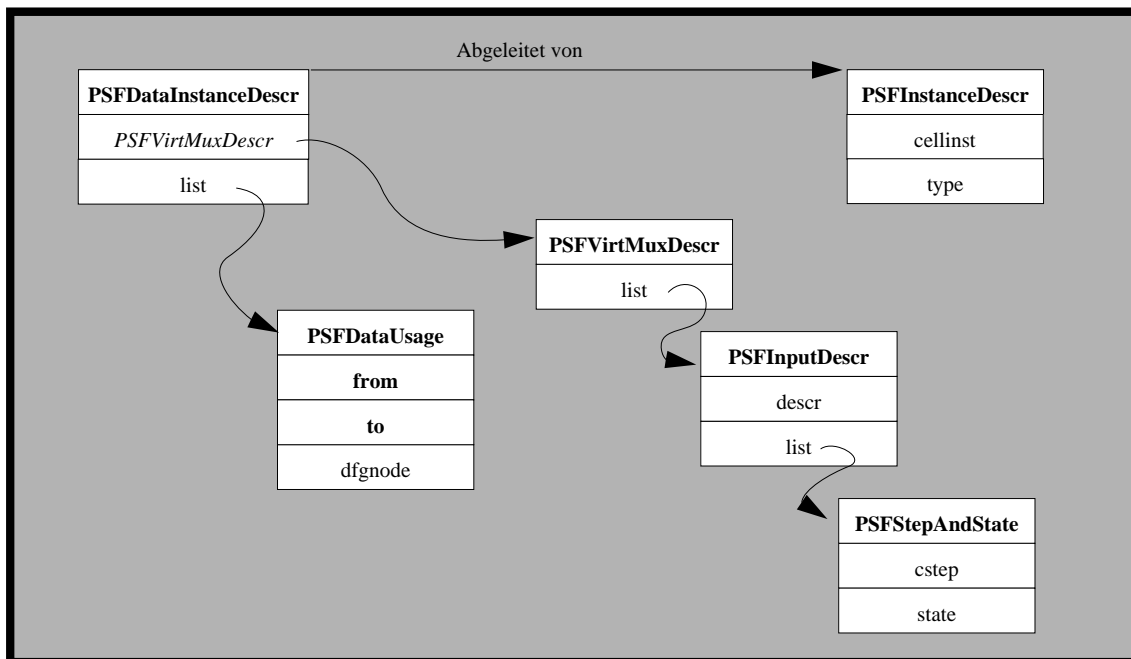 Abgeleitet von
PSFDataInstanceDescr
PSFVirtMuxDescr
list
PSFInstanceDescr
cellinst
type
PSFVirtMuxDescr
list
PSFDataUsage
from
to
dfgnode
PSFInputDescr
descr
list
PSFStepAndState
cstep
state